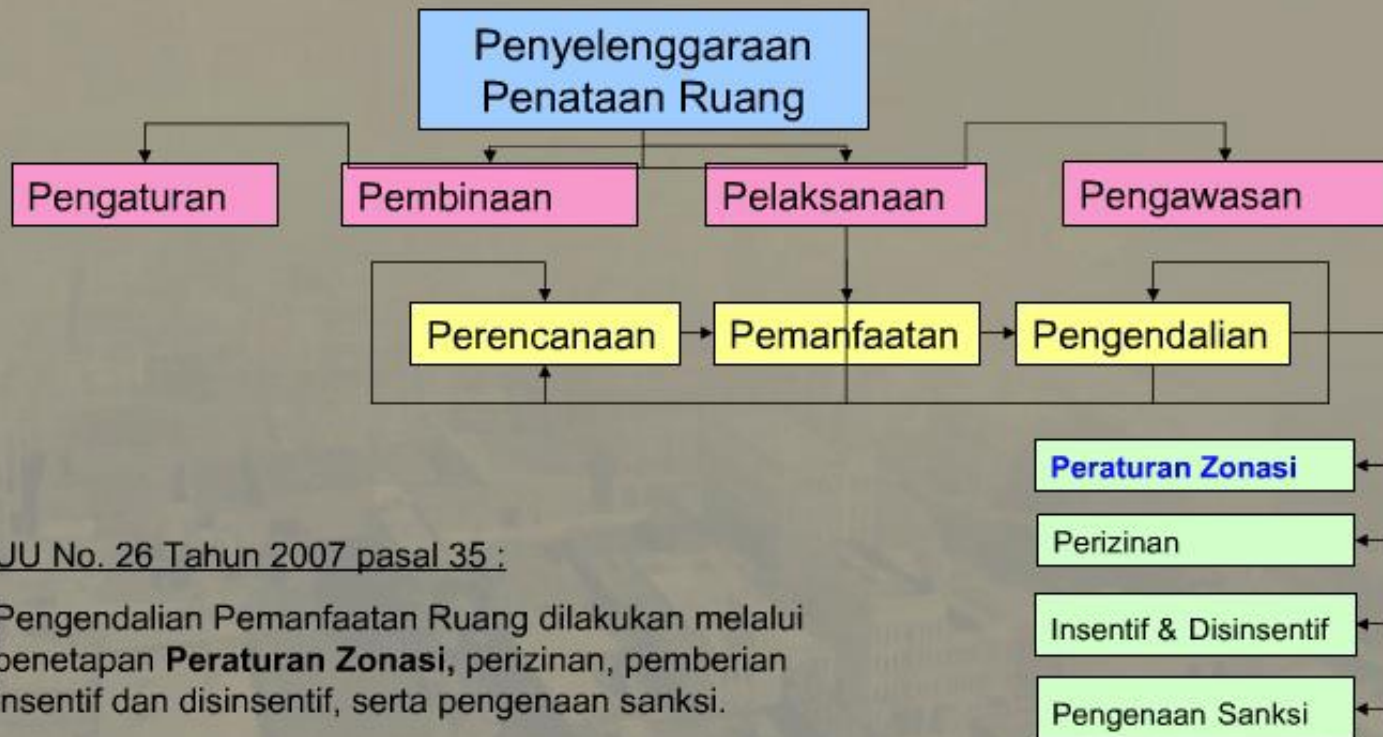 Penyelenggaraan
Penataan Ruang
Pengaturan
Pembinaan
Pelaksanaan
Pengawasan
Perencanaan
Pemanfaatan
Pengendalian
Peraturan Zonasi
Perizinan
Insentif & Disinsentif
Pengenaan Sanksi
UU No. 26 Tahun 2007 pasal 35 :
Pengendalian Pemanfaatan Ruang dilakukan melalui
penetapan Peraturan Zonasi, perizinan, pemberian
insentif dan disinsentif, serta pengenaan sanksi.